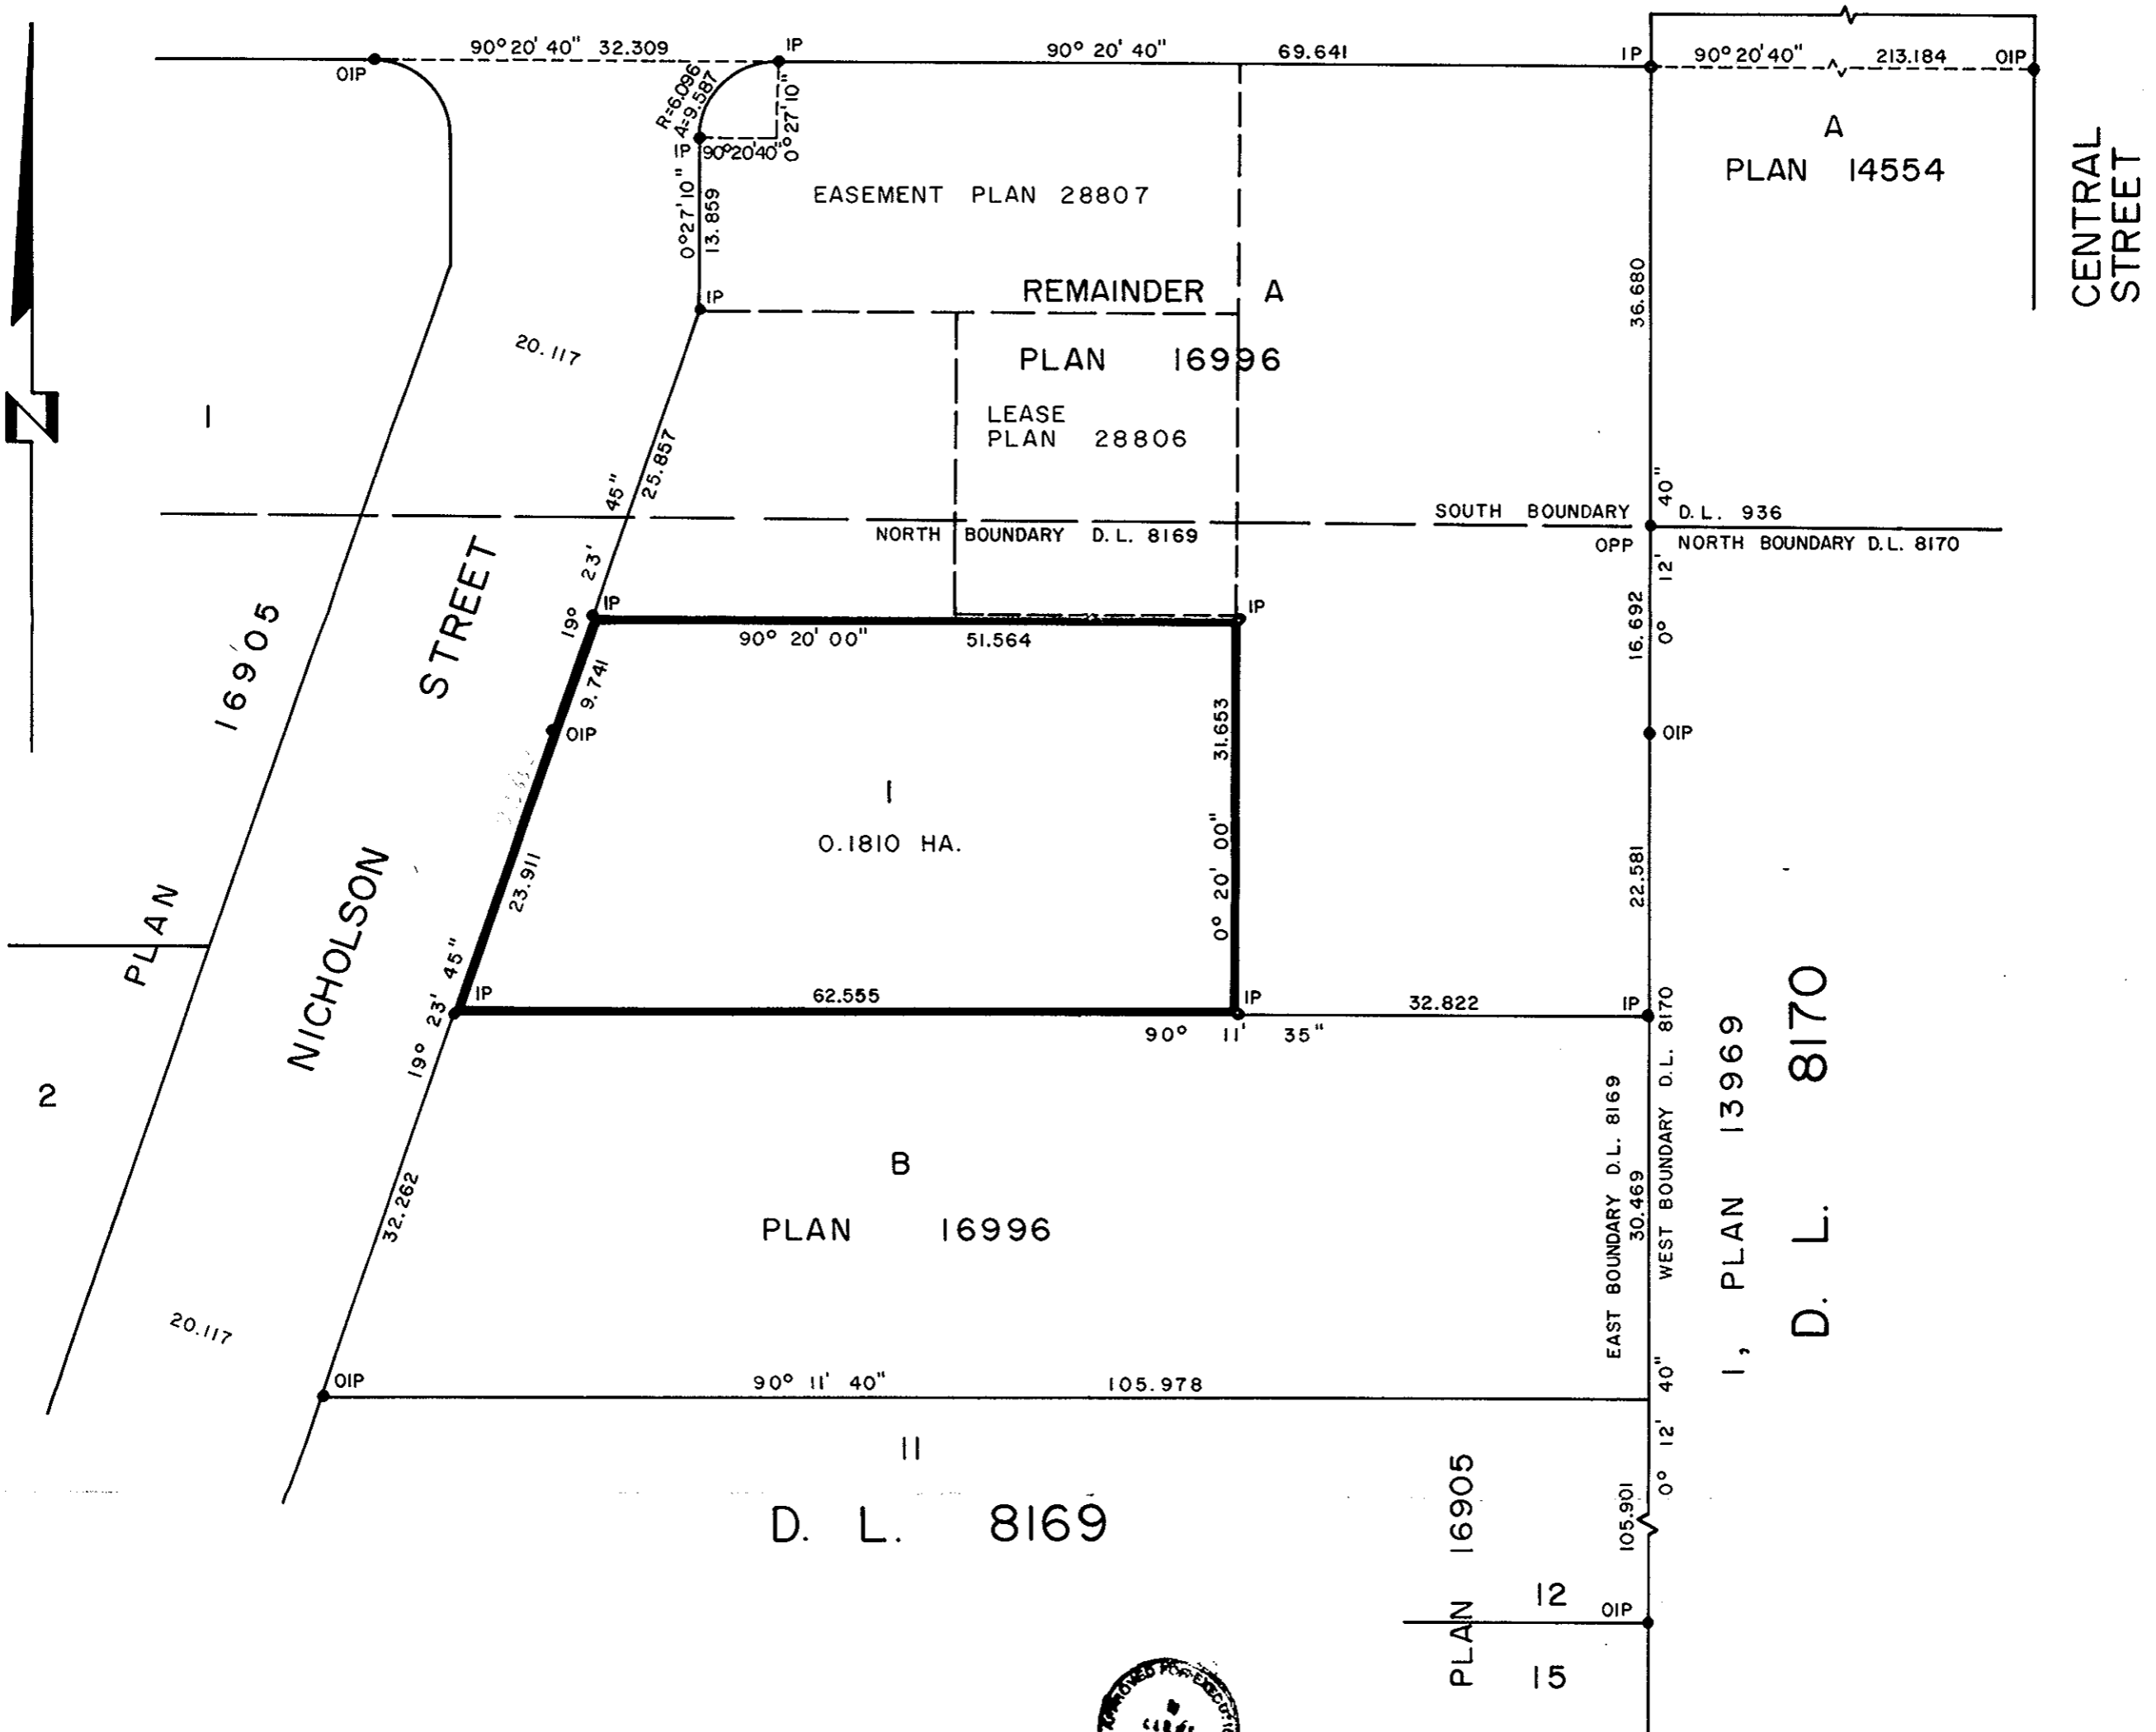 90° 20' 40" 32.309
IP
90° 20' 40" 69.641
IP
90° 20' 40" 213.184 OIP
OIP
R=6.096
A=9.587
0° 27' 10"
IP 90° 20' 40"
A
PLAN 14554
CENTRAL
STREET
EASEMENT PLAN 28807
0° 27' 10"
13.859
IP
REMAINDER A
36.680
20.117
PLAN 16996
LEASE
PLAN 28806
N
1
25.857
19° 23' 45"
SOUTH BOUNDARY D.L. 936
NORTH BOUNDARY D.L. 8169
OPP
NORTH BOUNDARY D.L. 8170
0° 12' 40"
16.692
IP
IP
90° 20' 00" 51.564
PLAN 16905
NICHOLSON STREET
9.741
OIP
31.653
0° 20' 00"
OIP
1
0.1810 HA.
23.911
22.581
19° 23' 45"
IP
62.555
IP
32.822
IP
90° 11' 35"
2
EAST BOUNDARY D.L. 8169
30.469
WEST BOUNDARY D.L. 8170
1, PLAN 13969
D. L. 8170
B
PLAN 16996
32.262
20.117
OIP
90° 11' 40" 105.978
0° 12' 40"
11
D. L. 8169
PLAN 16905
105.901
12
OIP
15
APPROVED FOR